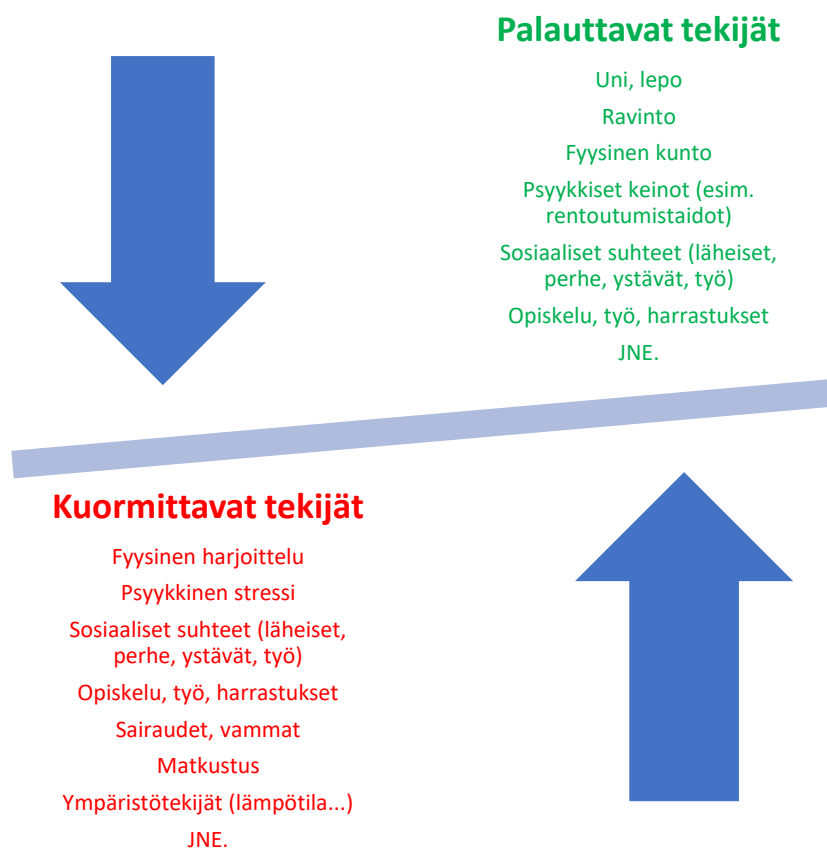 Palauttavat tekijät
Uni, lepo
Ravinto
Fyysinen kunto
Psyykkiset keinot (esim.
rentoutumistaidot)
Sosiaaliset suhteet (läheiset,
perhe, ystävät, työ)
Opiskelu, työ, harrastukset
JNE.
Kuormittavat tekijät
Fyysinen harjoittelu
Psyykkinen stressi
Sosiaaliset suhteet (läheiset,
perhe, ystävät, työ)
Opiskelu, työ, harrastukset
Sairaudet, vammat
Matkustus
Ympäristötekijät (lämpötila...)
JNE.